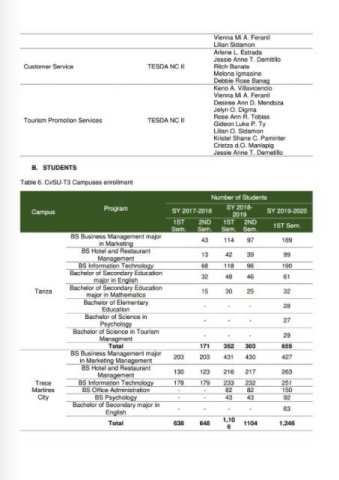 Vienna Mi A. Feranil
Lilian Sidamon
Customer Service TESDA NC II Arlene L. Estrada
Jessie Anne T. Demitillo
Ritch Banate
Melona Igmasine
Debbie Rose Banag
Tourism Promotion Services TESDA NC II Keno A. Villavicencio
Vienna Mi A. Feranil
Desiree Ann D. Mendoza
Jelyn O. Digma
Rose Ann R. Tobias
Gideon Luke P. Ty
Lilian O. Sidamon
Kristel Shane C. Paminter
Cristza d.O. Manlapig
Jessie Anne T. Demetillo
B. STUDENTS
Table 6. CvSU-T3 Campuses enrollment
Campus Program Number of Students
SY 2017-2018 SY 2018-2019 SY 2019-2020
1ST Sem. 2ND Sem. 1ST Sem. 2ND Sem. 1ST Sem.
Tanza
BS Business Management major in Marketing 43 114 97 189
BS Hotel and Restaurant Management 13 42 39 99
BS Information Technology 68 118 96 190
Bachelor of Secondary Education major in English 32 48 46 61
Bachelor of Secondary Education major in Mathematics 15 30 25 32
Bachelor of Elementary Education - - - 28
Bachelor of Science in Psychology - - - 27
Bachelor of Science in Tourism Managment - - - 29
Total 171 352 303 655
Trece Martires City
BS Business Management major in Marketing Management 203 203 431 430 427
BS Hotel and Restaurant Management 130 123 216 217 263
BS Information Technology 178 179 233 232 251
BS Office Administration - - 82 82 150
BS Psychology - - 43 43 92
Bachelor of Secondary major in English - - - - 63
Total 638 648 1,106 1104 1,246